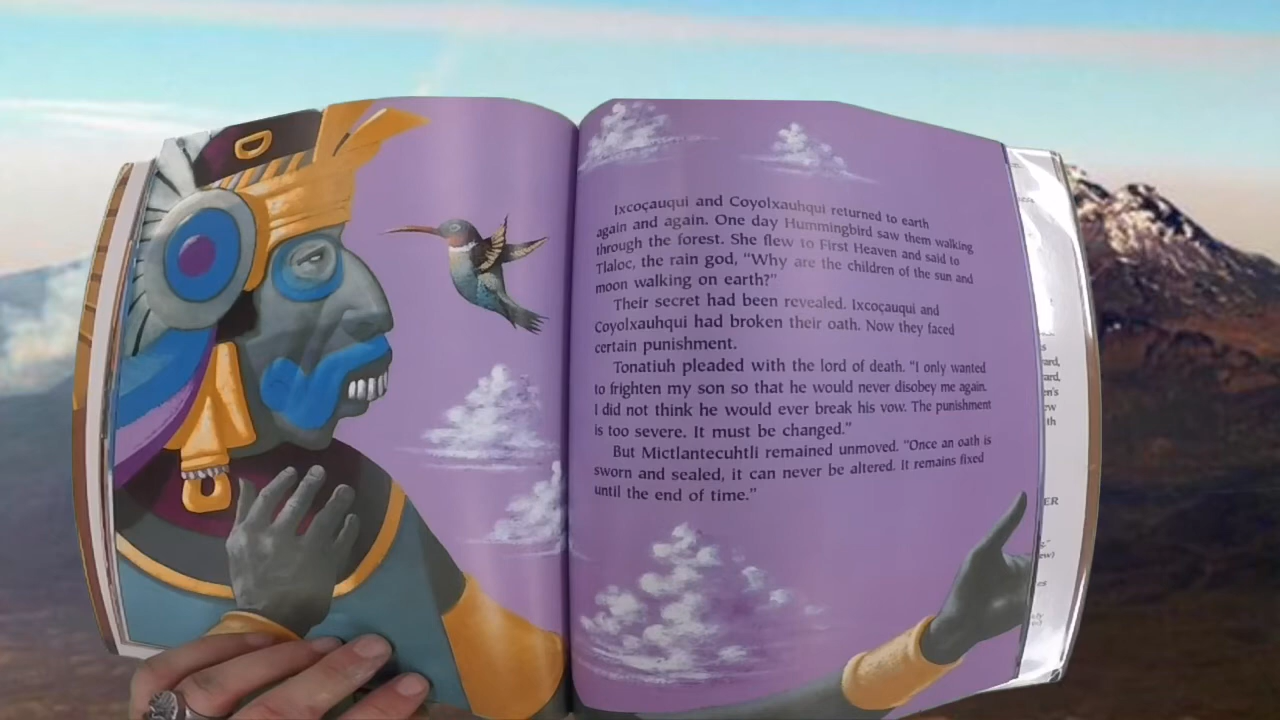 Ixcoçauqui and Coyolxauhqui returned to earth
again and again. One day Hummingbird saw them walking
through the forest. She flew to First Heaven and said to
Tlaloc, the rain god, “Why are the children of the sun and
moon walking on earth?”
Their secret had been revealed. Ixcoçauqui and
Coyolxauhqui had broken their oath. Now they faced
certain punishment.
Tonatiuh pleaded with the lord of death. “I only wanted
to frighten my son so that he would never disobey me again.
I did not think he would ever break his vow. The punishment
is too severe. It must be changed.”
But Mictlantecuhtli remained unmoved. “Once an oath is
sworn and sealed, it can never be altered. It remains fixed
until the end of time.”